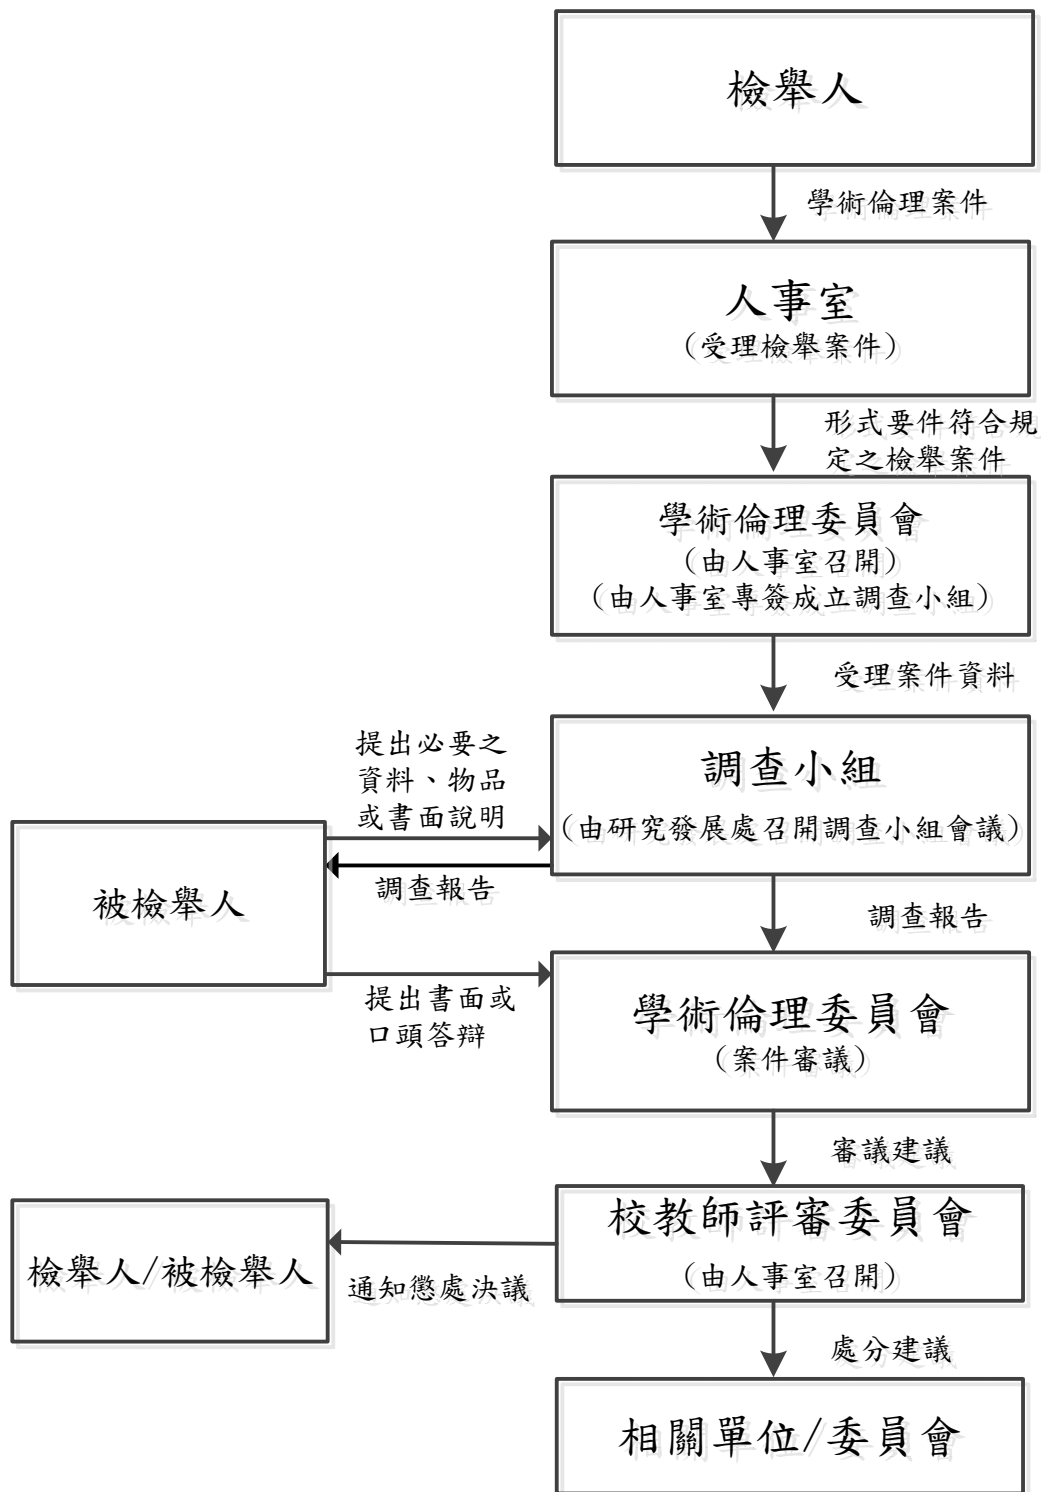 檢舉人
學術倫理案件
人事室
（受理檢舉案件）
形式要件符合規
定之檢舉案件
學術倫理委員會
（由人事室召開）
（由人事室專簽成立調查小組）
受理案件資料
提出必要之
資料、物品
或書面說明
調查小組
（由研究發展處召開調查小組會議）
被檢舉人
調查報告
調查報告
提出書面或
口頭答辯
學術倫理委員會
（案件審議）
審議建議
校教師評審委員會
（由人事室召開）
檢舉人/被檢舉人
通知懲處決議
處分建議
相關單位/委員會